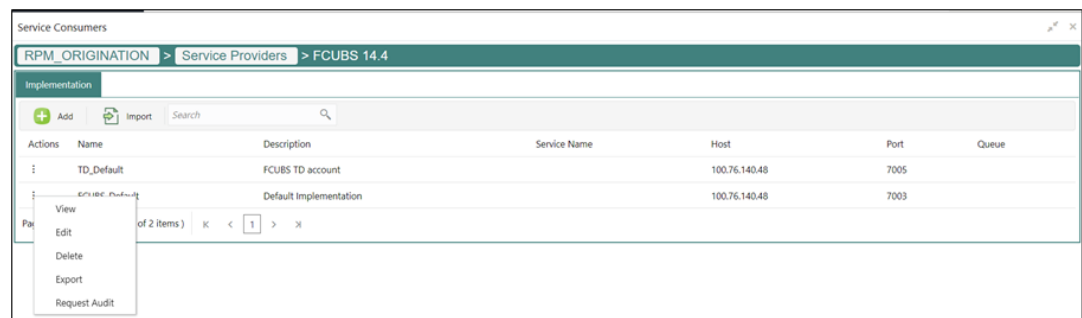 Service Consumers
RPM_ORIGINATION > Service Providers > FCUBS 14.4
Implementation
Add Import Search
Actions Name Description Service Name Host Port Queue
TD_Default FCUBS TD account 100.76.140.48 7005
FCUBS_Default Default Implementation 100.76.140.48 7003
View
of 2 items ) 1
Edit
Delete
Export
Request Audit